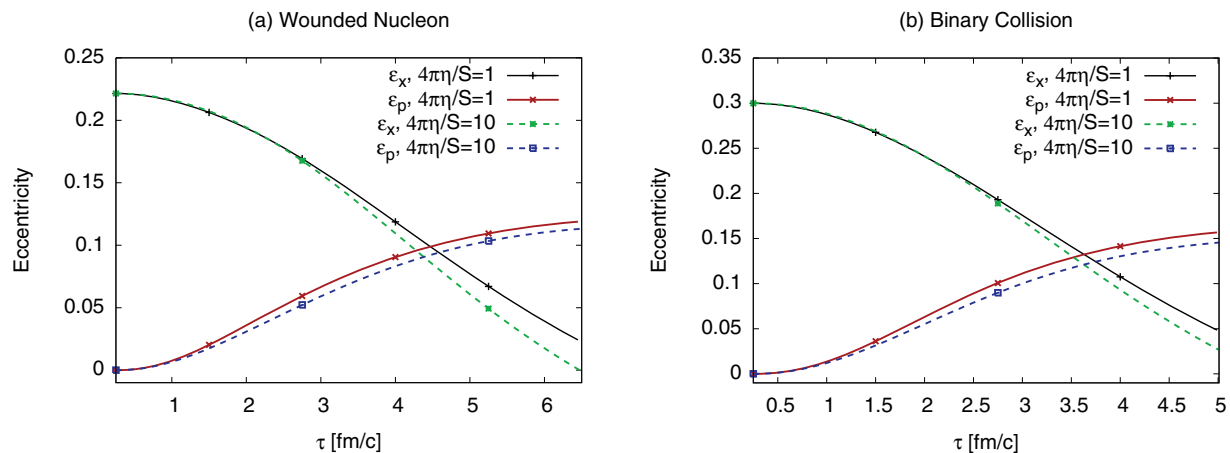 (a) Wounded Nucleon
0.25
0.2
0.15
0.1
0.05
0
Eccentricity
εx, 4πη/S=1
εp, 4πη/S=1
εx, 4πη/S=10
εp, 4πη/S=10
1 2 3 4 5 6
τ [fm/c]
(b) Binary Collision
0.35
0.3
0.25
0.2
0.15
0.1
0.05
0
Eccentricity
εx, 4πη/S=1
εp, 4πη/S=1
εx, 4πη/S=10
εp, 4πη/S=10
0.5 1 1.5 2 2.5 3 3.5 4 4.5 5
τ [fm/c]